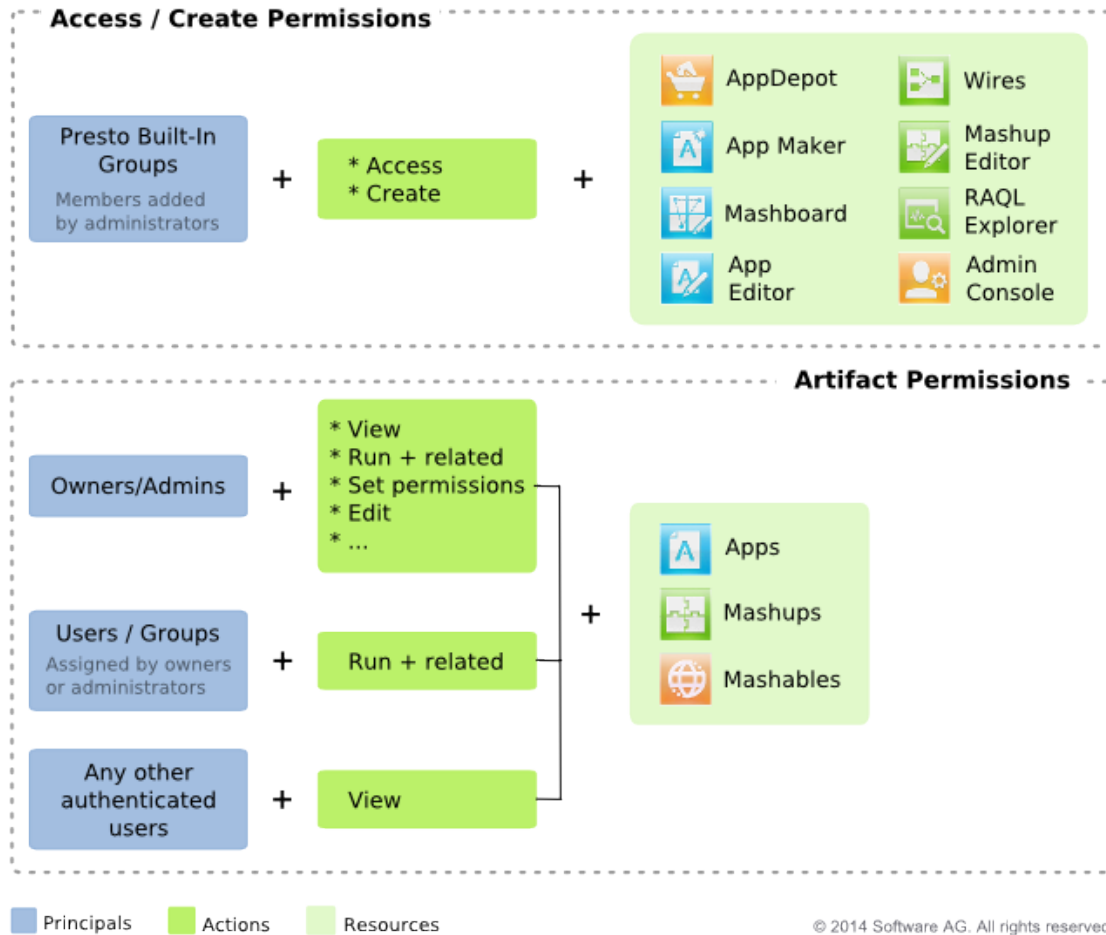 Access / Create Permissions
Presto Built-In
Groups
Members added
by administrators
+
* Access
* Create
+
AppDepot
App Maker
Mashboard
App
Editor
Wires
Mashup
Editor
RAQL
Explorer
Admin
Console
Artifact Permissions
Owners/Admins
+
* View
* Run + related
* Set permissions
* Edit
* ...
Users / Groups
Assigned by owners
or administrators
+
Run + related
Any other
authenticated
users
+
View
+
Apps
Mashups
Mashables
Principals
Actions
Resources
© 2014 Software AG. All rights reserved